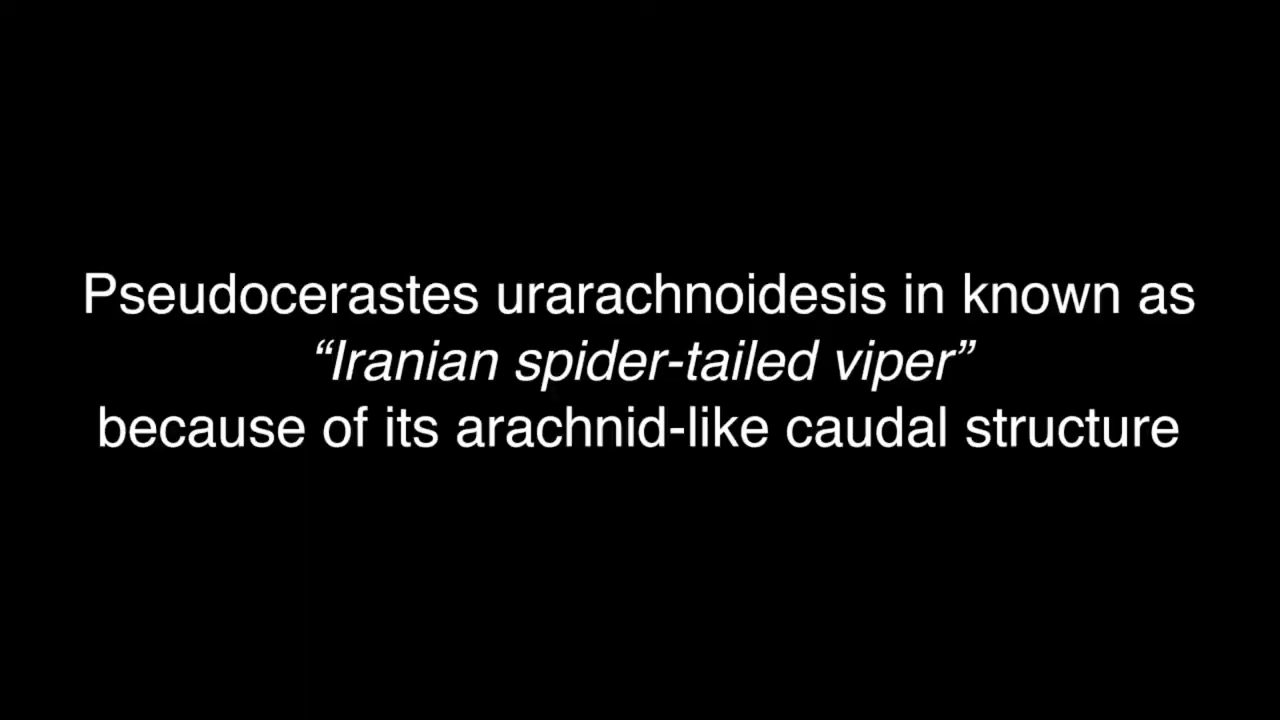 Pseudocerastes urarachnoidesis in known as
“Iranian spider-tailed viper”
because of its arachnid-like caudal structure